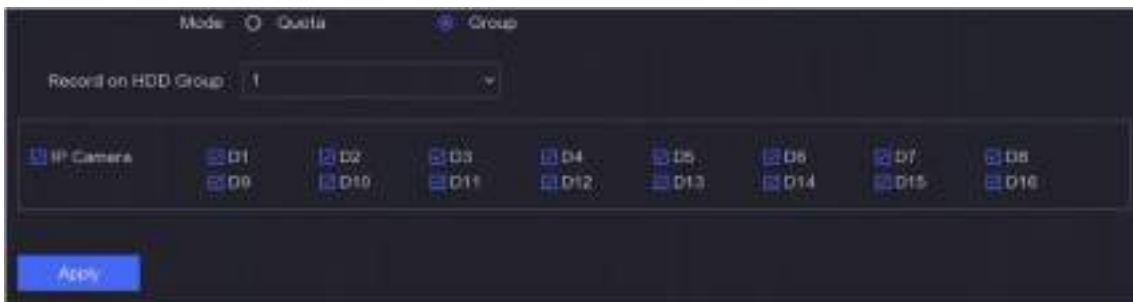 Mode Quota Group
Record on HDD Group 1
IP Camera D1 D2 D3 D4 D5 D6 D7 D8
D9 D10 D11 D12 D13 D14 D15 D16
Apply